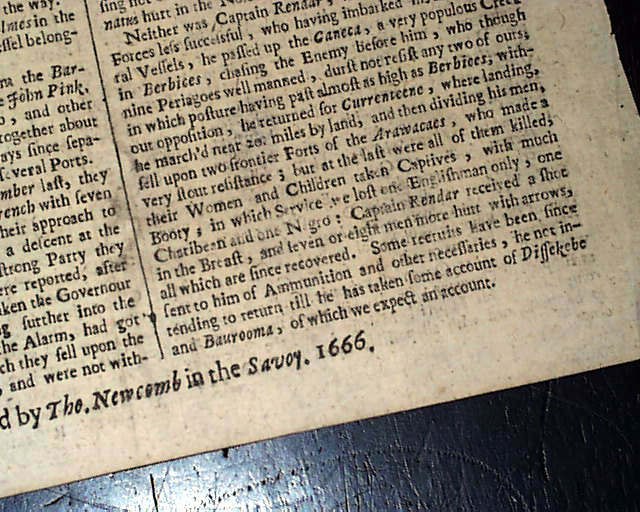 the way.
lmes in the
essel belong-
the Bar-
John Pink,
, and other
together about
ays since sepa-
several Ports.
mber last, they
rench with seven
heir approach to
a descent at the
strong Party they
ere reported, after
aken the Governour
g further into the
the Alarm, had got
ch they fell upon the
, and were not with-
hurt in the
Neither was Captain Rendar,
Forces less successful, who having imbarked
ral Vessels, he passed up the Caneca, a very populous Creek
in Berbices, chasing the Enemy before him, who though
nine Periagoes well manned, durst not resist any two of ours;
in which posture having past almost as high as Berbices, with-
out opposition, he returned for Currenteene, where landing,
he march'd near 20. miles by land, and then dividing his men,
fell upon two frontier Forts of the Arawacaes, who made a
very stout resistance; but at the last were all of them killed;
their Women and Children taken Captives, with much
Booty; in which Service we lost one Englishman only, one
Charibean and one Negro: Captain Rendar received a shot
in the Breast, and seven or eight men more hurt with arrows,
all which are since recovered. Some recruits have been since
sent to him of Ammunition and other necessaries, he not in-
tending to return till he has taken some account of Dissekebe
and Baurooma, of which we expect an account.
d by Tho. Newcomb in the Savoy. 1666.